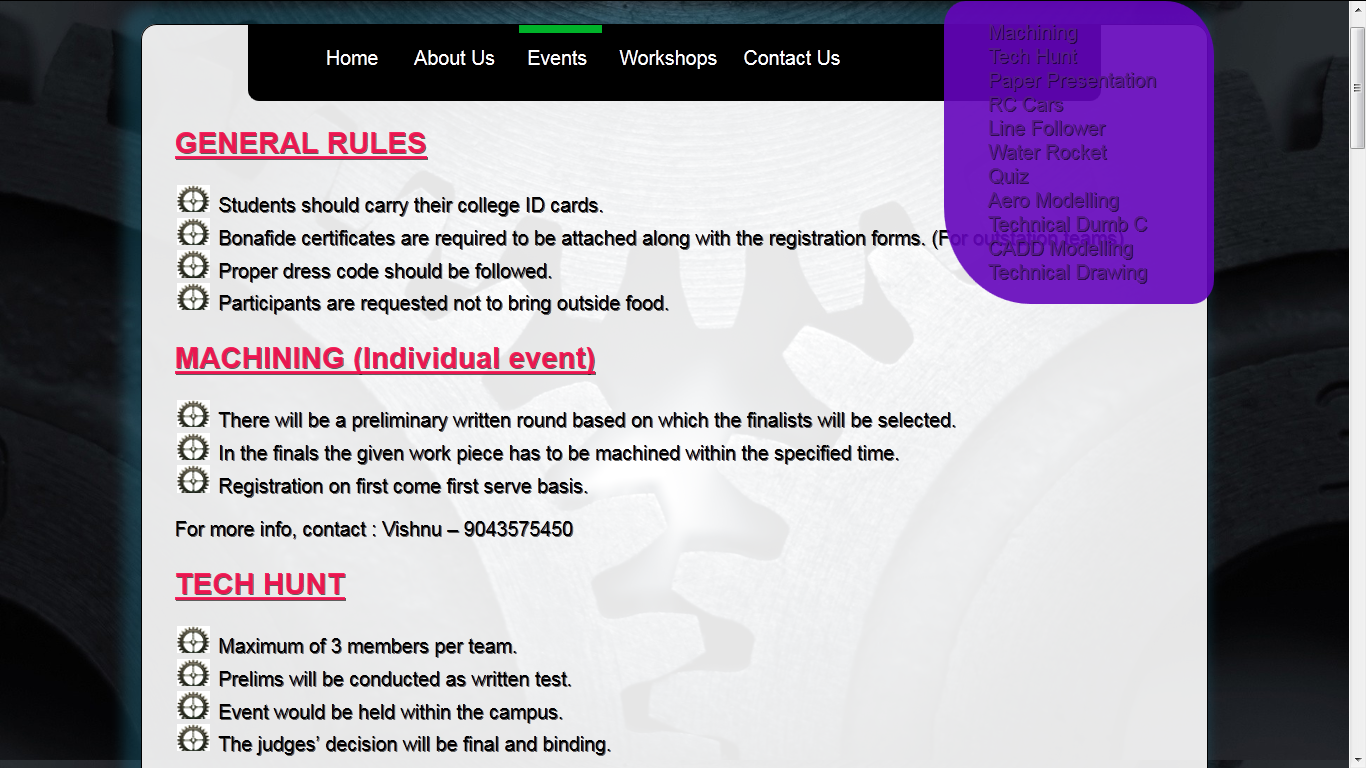 Home About Us Events Workshops Contact Us
Machining
Tech Hunt
Paper Presentation
RC Cars
Line Follower
Water Rocket
Quiz
Aero Modelling
Technical Dumb C
CADD Modelling
Technical Drawing
GENERAL RULES
Students should carry their college ID cards.
Bonafide certificates are required to be attached along with the registration forms. (For outstation teams)
Proper dress code should be followed.
Participants are requested not to bring outside food.
MACHINING (Individual event)
There will be a preliminary written round based on which the finalists will be selected.
In the finals the given work piece has to be machined within the specified time.
Registration on first come first serve basis.
For more info, contact : Vishnu – 9043575450
TECH HUNT
Maximum of 3 members per team.
Prelims will be conducted as written test.
Event would be held within the campus.
The judges’ decision will be final and binding.